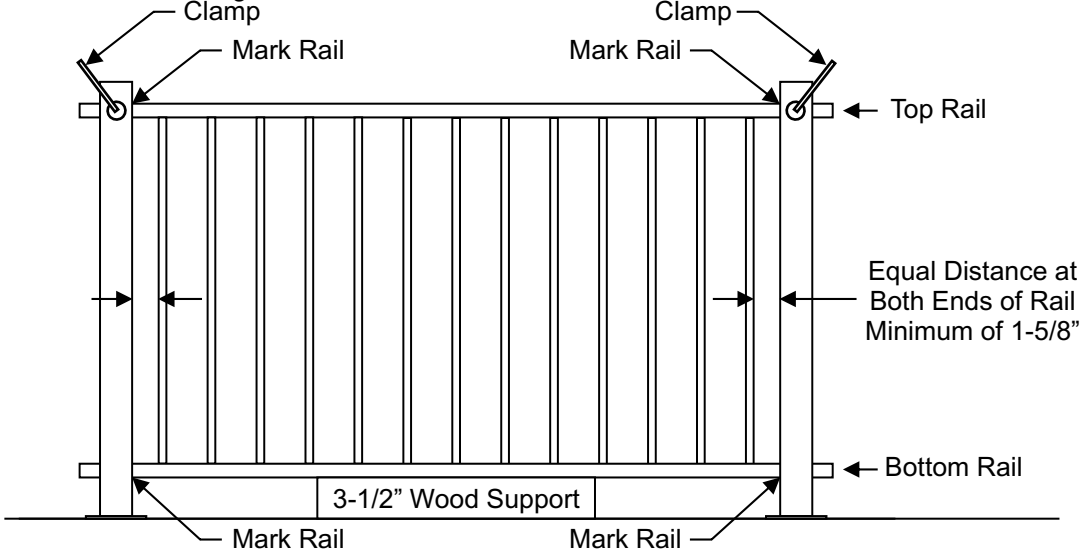 Clamp
Clamp
Mark Rail
Mark Rail
Top Rail
Equal Distance at
Both Ends of Rail
Minimum of 1-5/8”
Bottom Rail
3-1/2” Wood Support
Mark Rail
Mark Rail